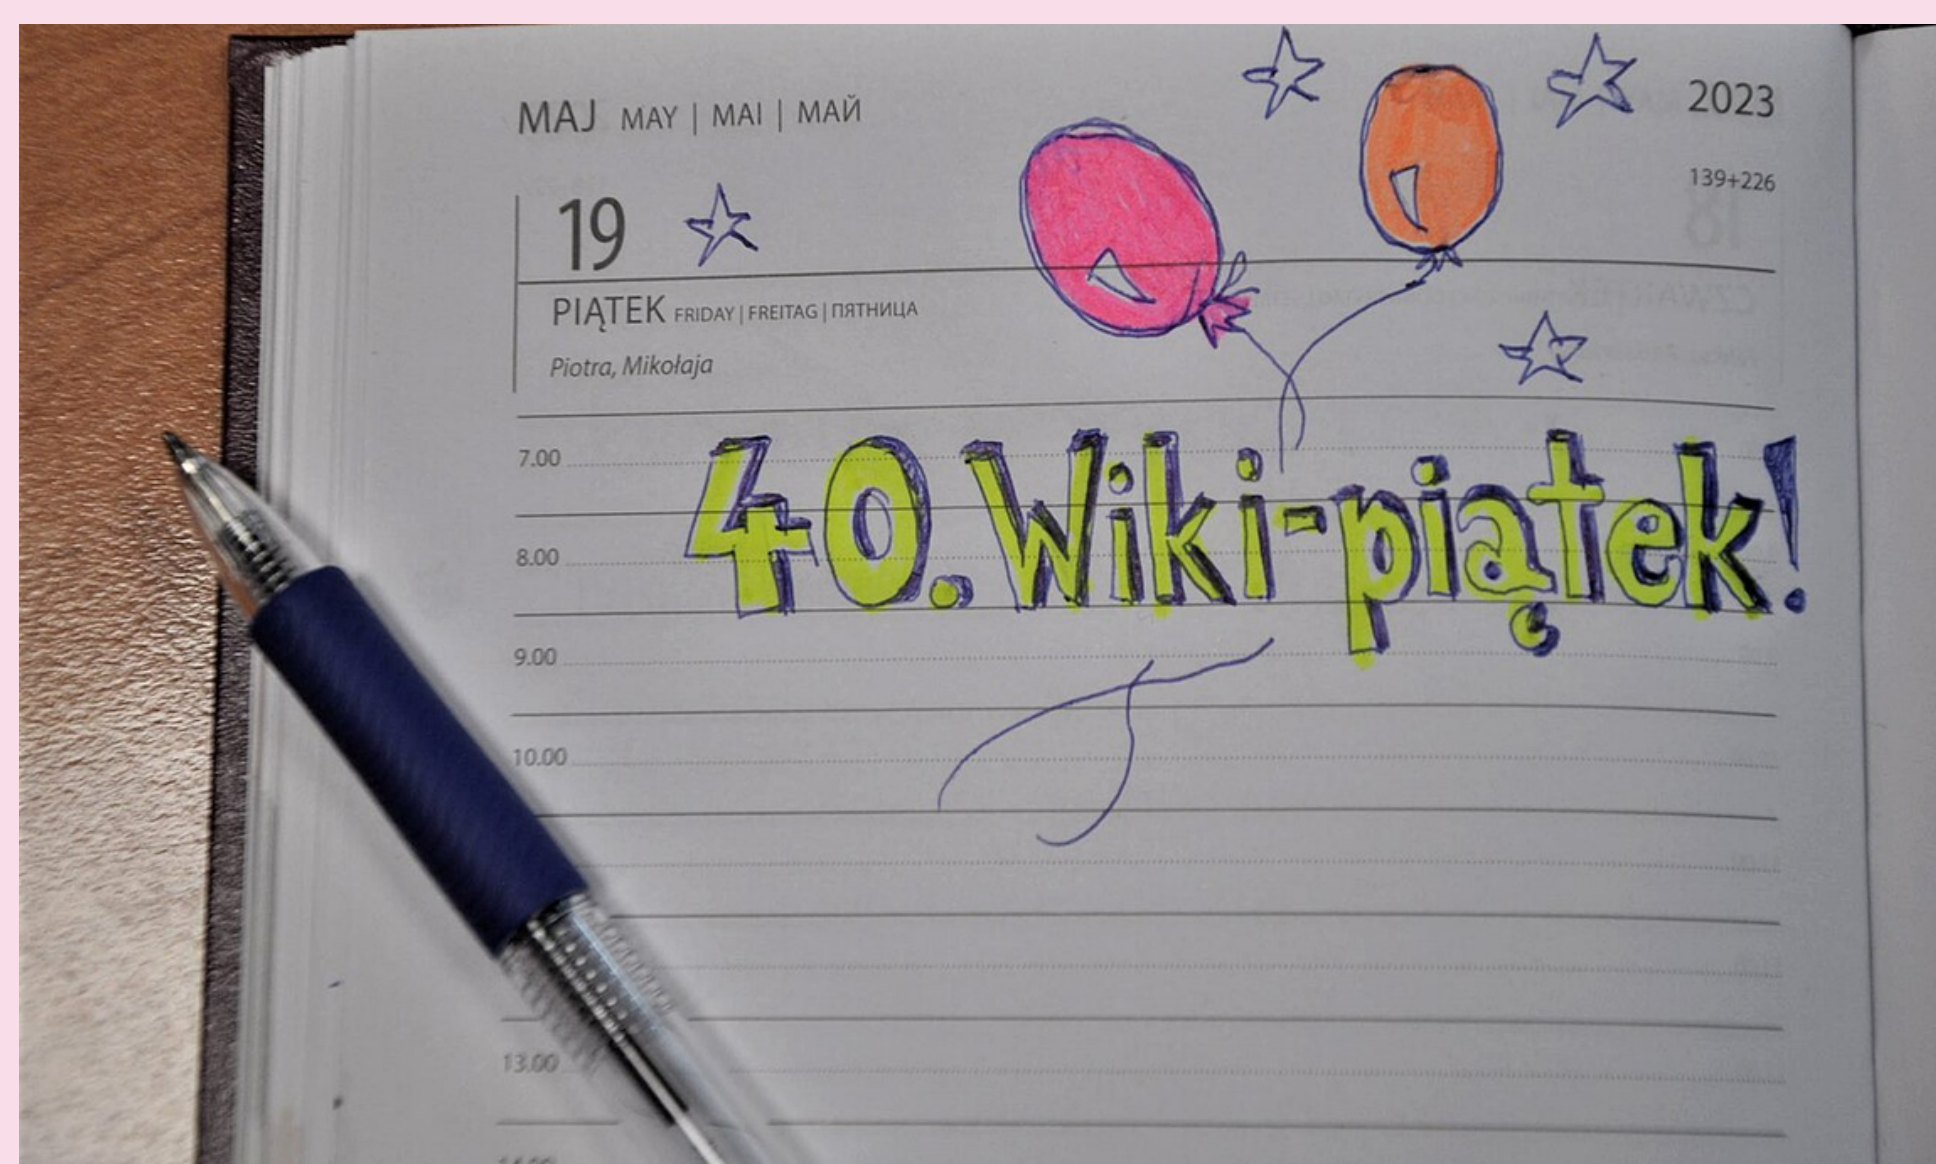 MAJ MAY | MAI | МАЙ
2023
139+226
19
PIĄTEK FRIDAY | FREITAG | ПЯТНИЦА
Piotra, Mikołaja
7.00
40. Wiki-piątek!
8.00
9.00
10.00
13.00